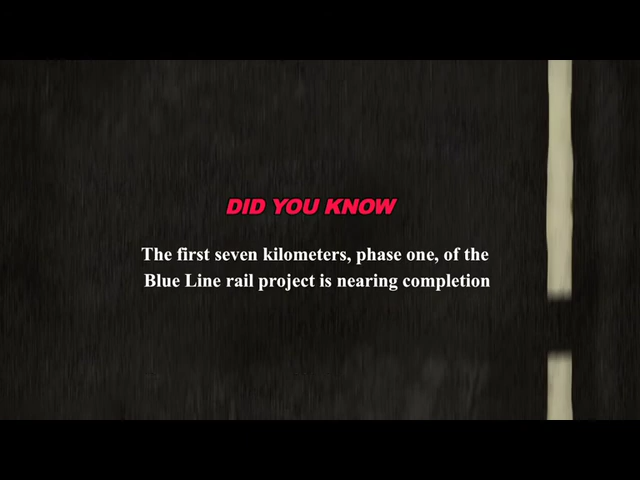 DID YOU KNOW
The first seven kilometers, phase one, of the
Blue Line rail project is nearing completion